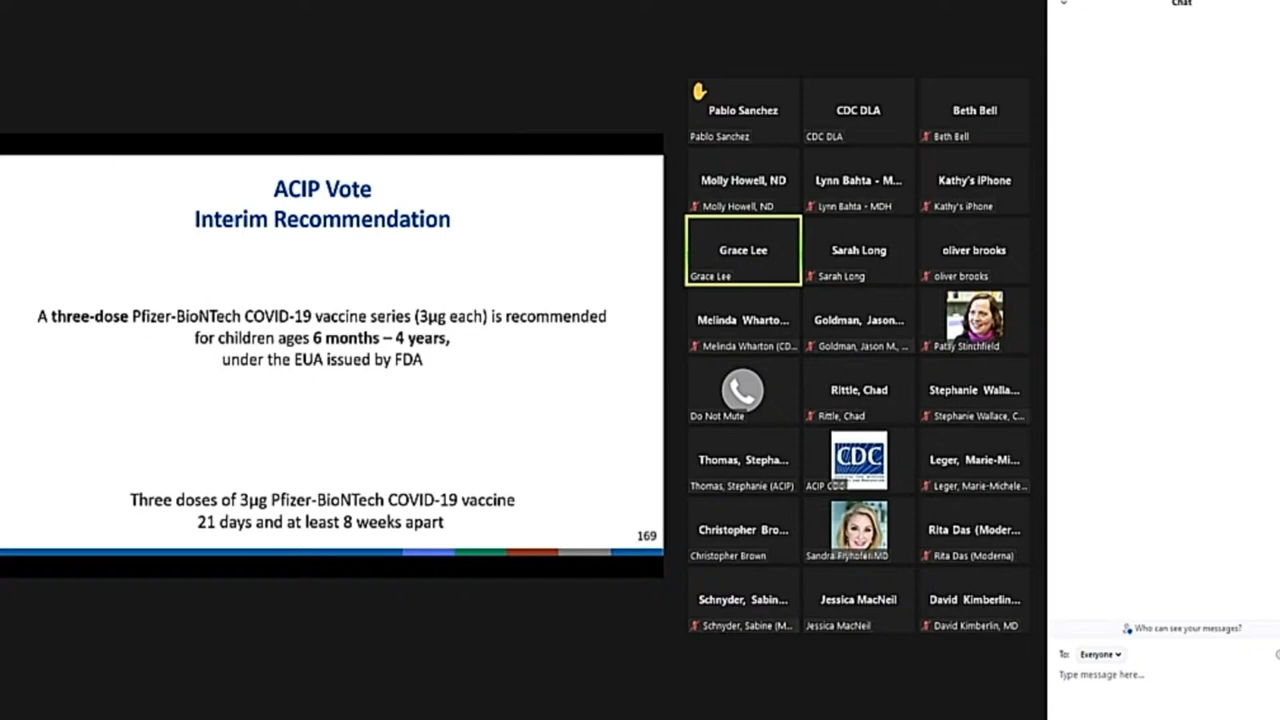 Chat
ACIP Vote
Interim Recommendation
A three-dose Pfizer-BioNTech COVID-19 vaccine series (3µg each) is recommended
for children ages 6 months – 4 years,
under the EUA issued by FDA
Three doses of 3µg Pfizer-BioNTech COVID-19 vaccine
21 days and at least 8 weeks apart
169
Pablo Sanchez
CDC DLA
Beth Bell
Pablo Sanchez
CDC DLA
Beth Bell
Molly Howell, ND
Lynn Bahta - M...
Kathy's iPhone
Molly Howell, ND
Lynn Bahta - MDH
Kathy's iPhone
Grace Lee
Sarah Long
oliver brooks
Grace Lee
Sarah Long
oliver brooks
Melinda Wharto...
Goldman, Jason...
Melinda Wharton (CD...
Goldman, Jason M., ...
Patsy Stinchfield
Rittle, Chad
Stephanie Walla...
Do Not Mute
Rittle, Chad
Stephanie Wallace, C...
Thomas, Stepha...
CDC
Leger, Marie-Mi...
Thomas, Stephanie (ACIP)
ACIP CDC
Leger, Marie-Michele...
Christopher Bro...
Rita Das (Moder...
Christopher Brown
Sandra Fryhofer MD
Rita Das (Moderna)
Schnyder, Sabin...
Jessica MacNeil
David Kimberlin...
Schnyder, Sabine (M...
Jessica MacNeil
David Kimberlin, MD
Who can see your messages?
To: Everyone
Type message here...